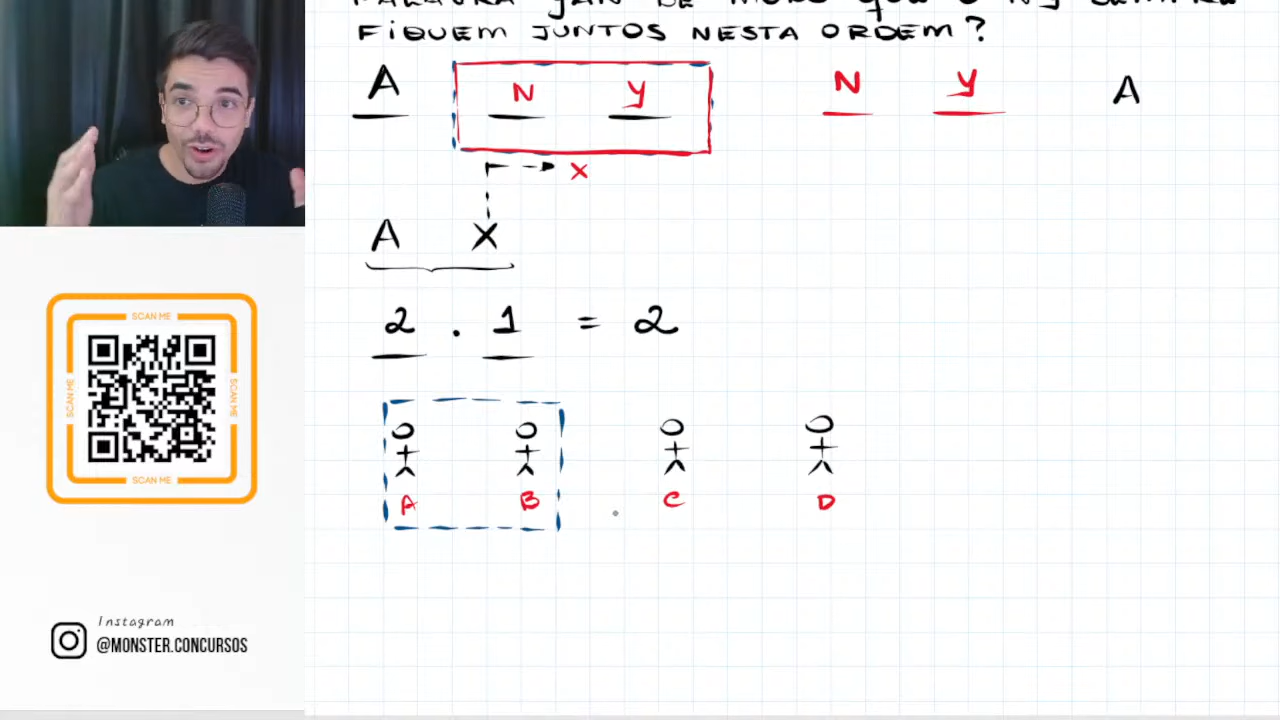 FIQUEM JUNTOS NESTA ORDEM?
A N Y N Y A
X
A X
2 . 1 = 2
A B C D
SCAN ME
SCAN ME
SCAN ME
SCAN ME
Instagram
@MONSTER.CONCURSOS